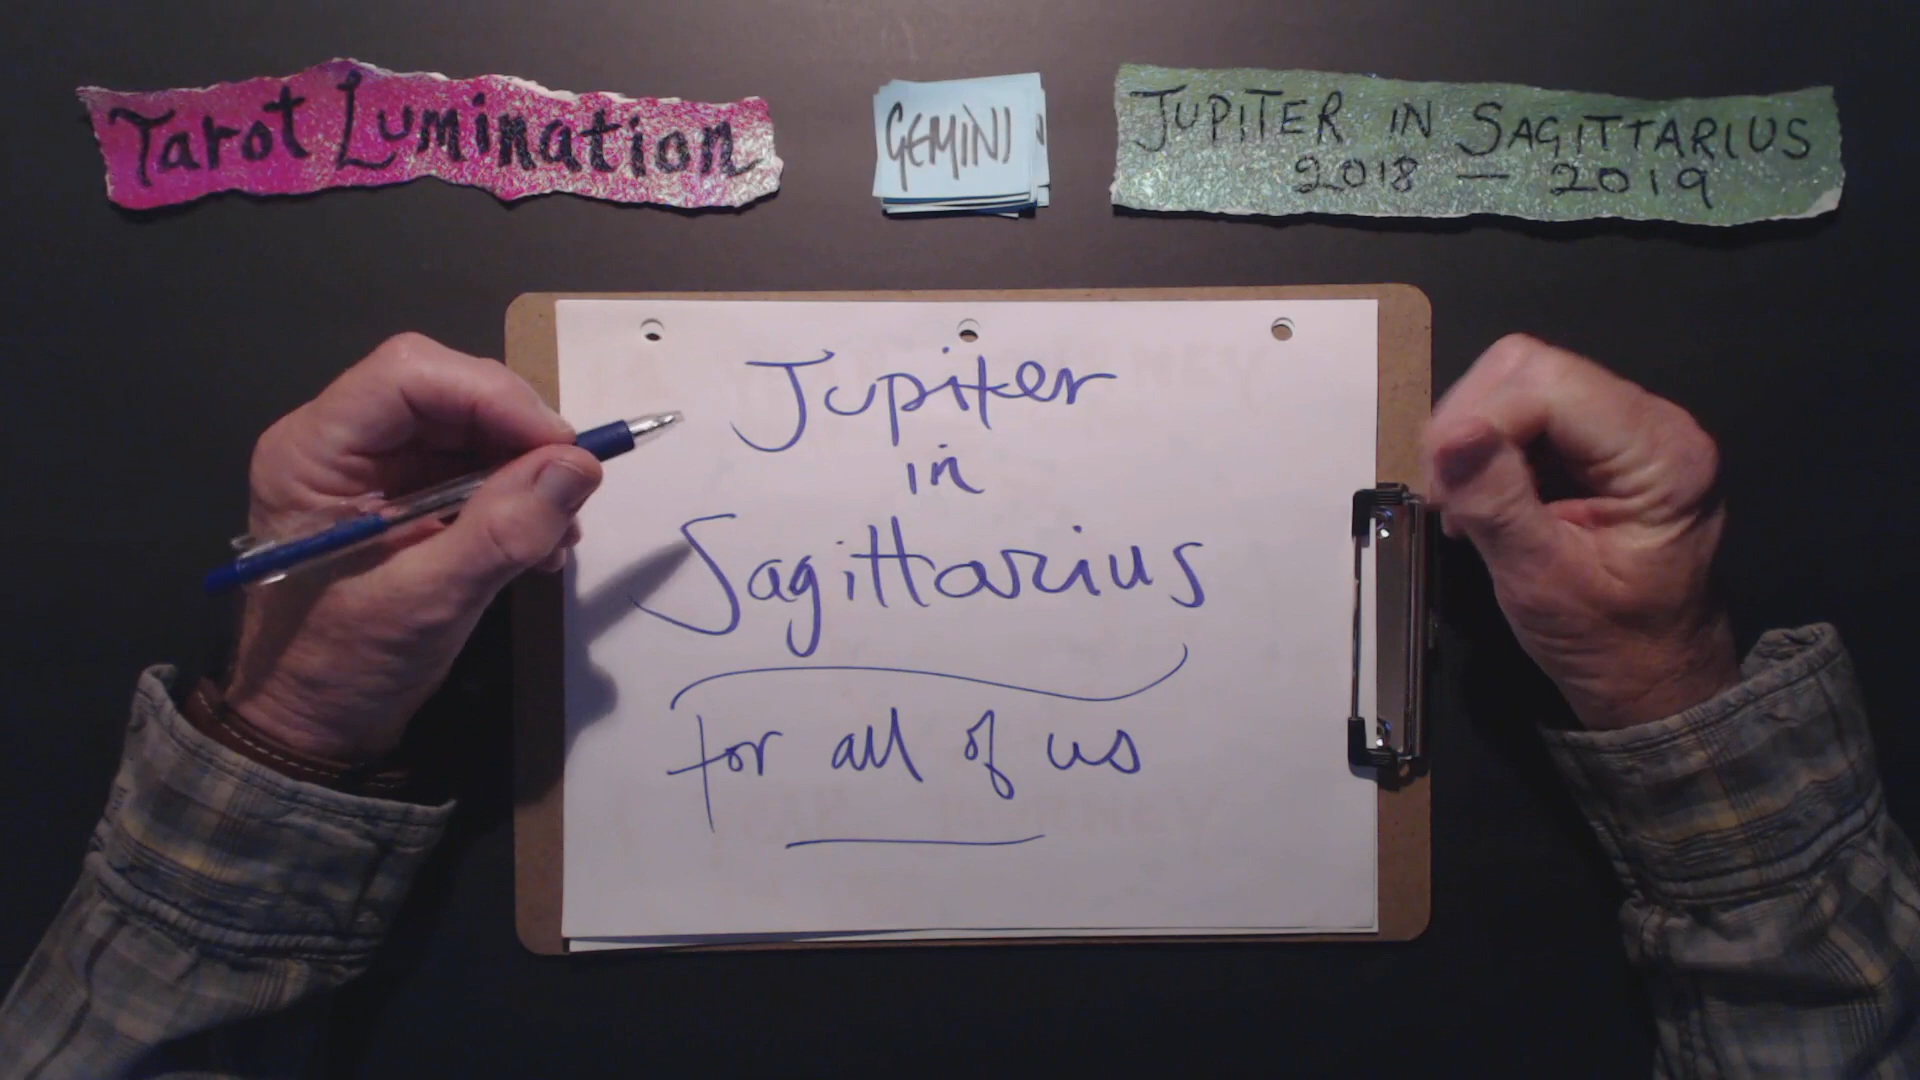 Tarot Lumination
GEMINI
JUPITER IN SAGITTARIUS
2018 — 2019
Jupiter
in
Sagittarius
for all of us